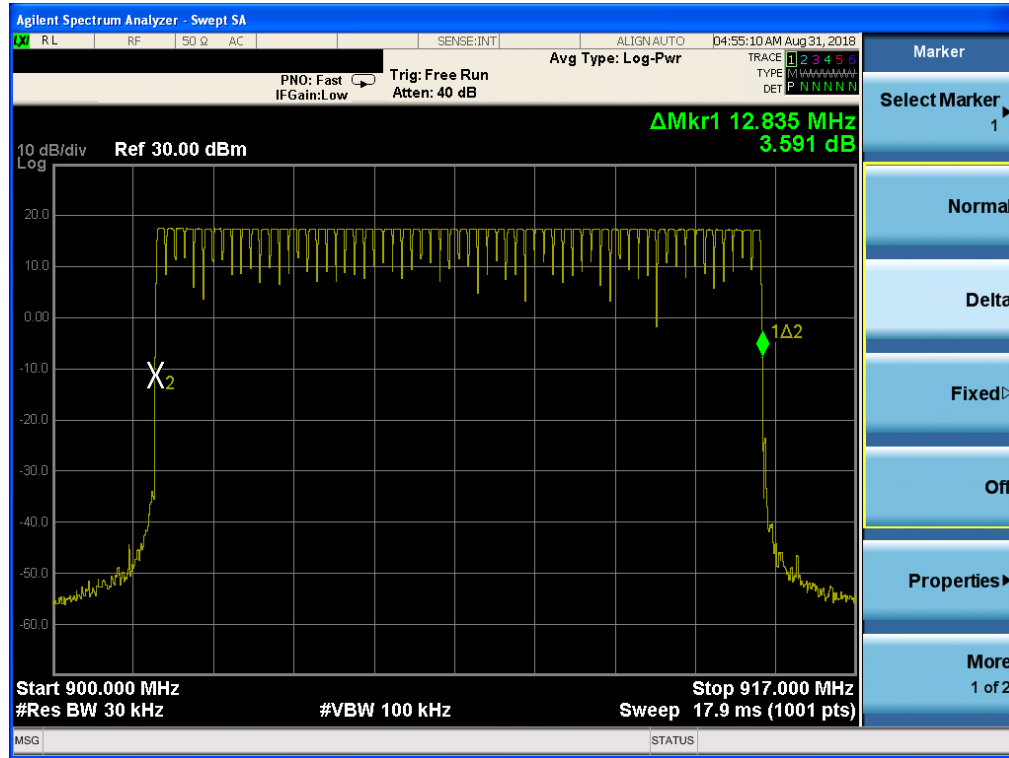 Agilent Spectrum Analyzer - Swept SA
LXI RL RF 50 Ω AC SENSE:INT ALIGN AUTO 04:55:10 AM Aug 31, 2018
Marker
Avg Type: Log-Pwr
TRACE 1 2 3 4 5 6
PNO: Fast Trig: Free Run
TYPE M WWWWW
IFGain:Low Atten: 40 dB
DET P N N N N N
Select Marker
1
ΔMkr1 12.835 MHz
3.591 dB
10 dB/div Ref 30.00 dBm
Log
Normal
20.0
10.0
Delta
0.00
1Δ2
-10.0
2
Fixed
-20.0
-30.0
Off
-40.0
-50.0
Properties
-60.0
More
1 of 2
Start 900.000 MHz Stop 917.000 MHz
#Res BW 30 kHz #VBW 100 kHz Sweep 17.9 ms (1001 pts)
MSG STATUS